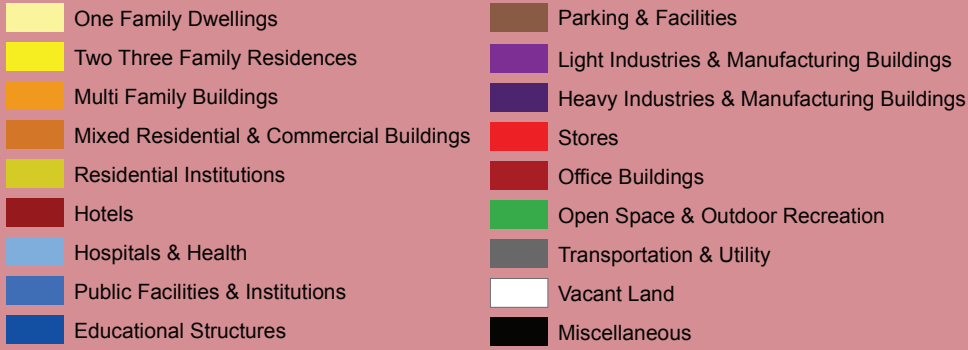 One Family Dwellings
Two Three Family Residences
Multi Family Buildings
Mixed Residential & Commercial Buildings
Residential Institutions
Hotels
Hospitals & Health
Public Facilities & Institutions
Educational Structures
Parking & Facilities
Light Industries & Manufacturing Buildings
Heavy Industries & Manufacturing Buildings
Stores
Office Buildings
Open Space & Outdoor Recreation
Transportation & Utility
Vacant Land
Miscellaneous